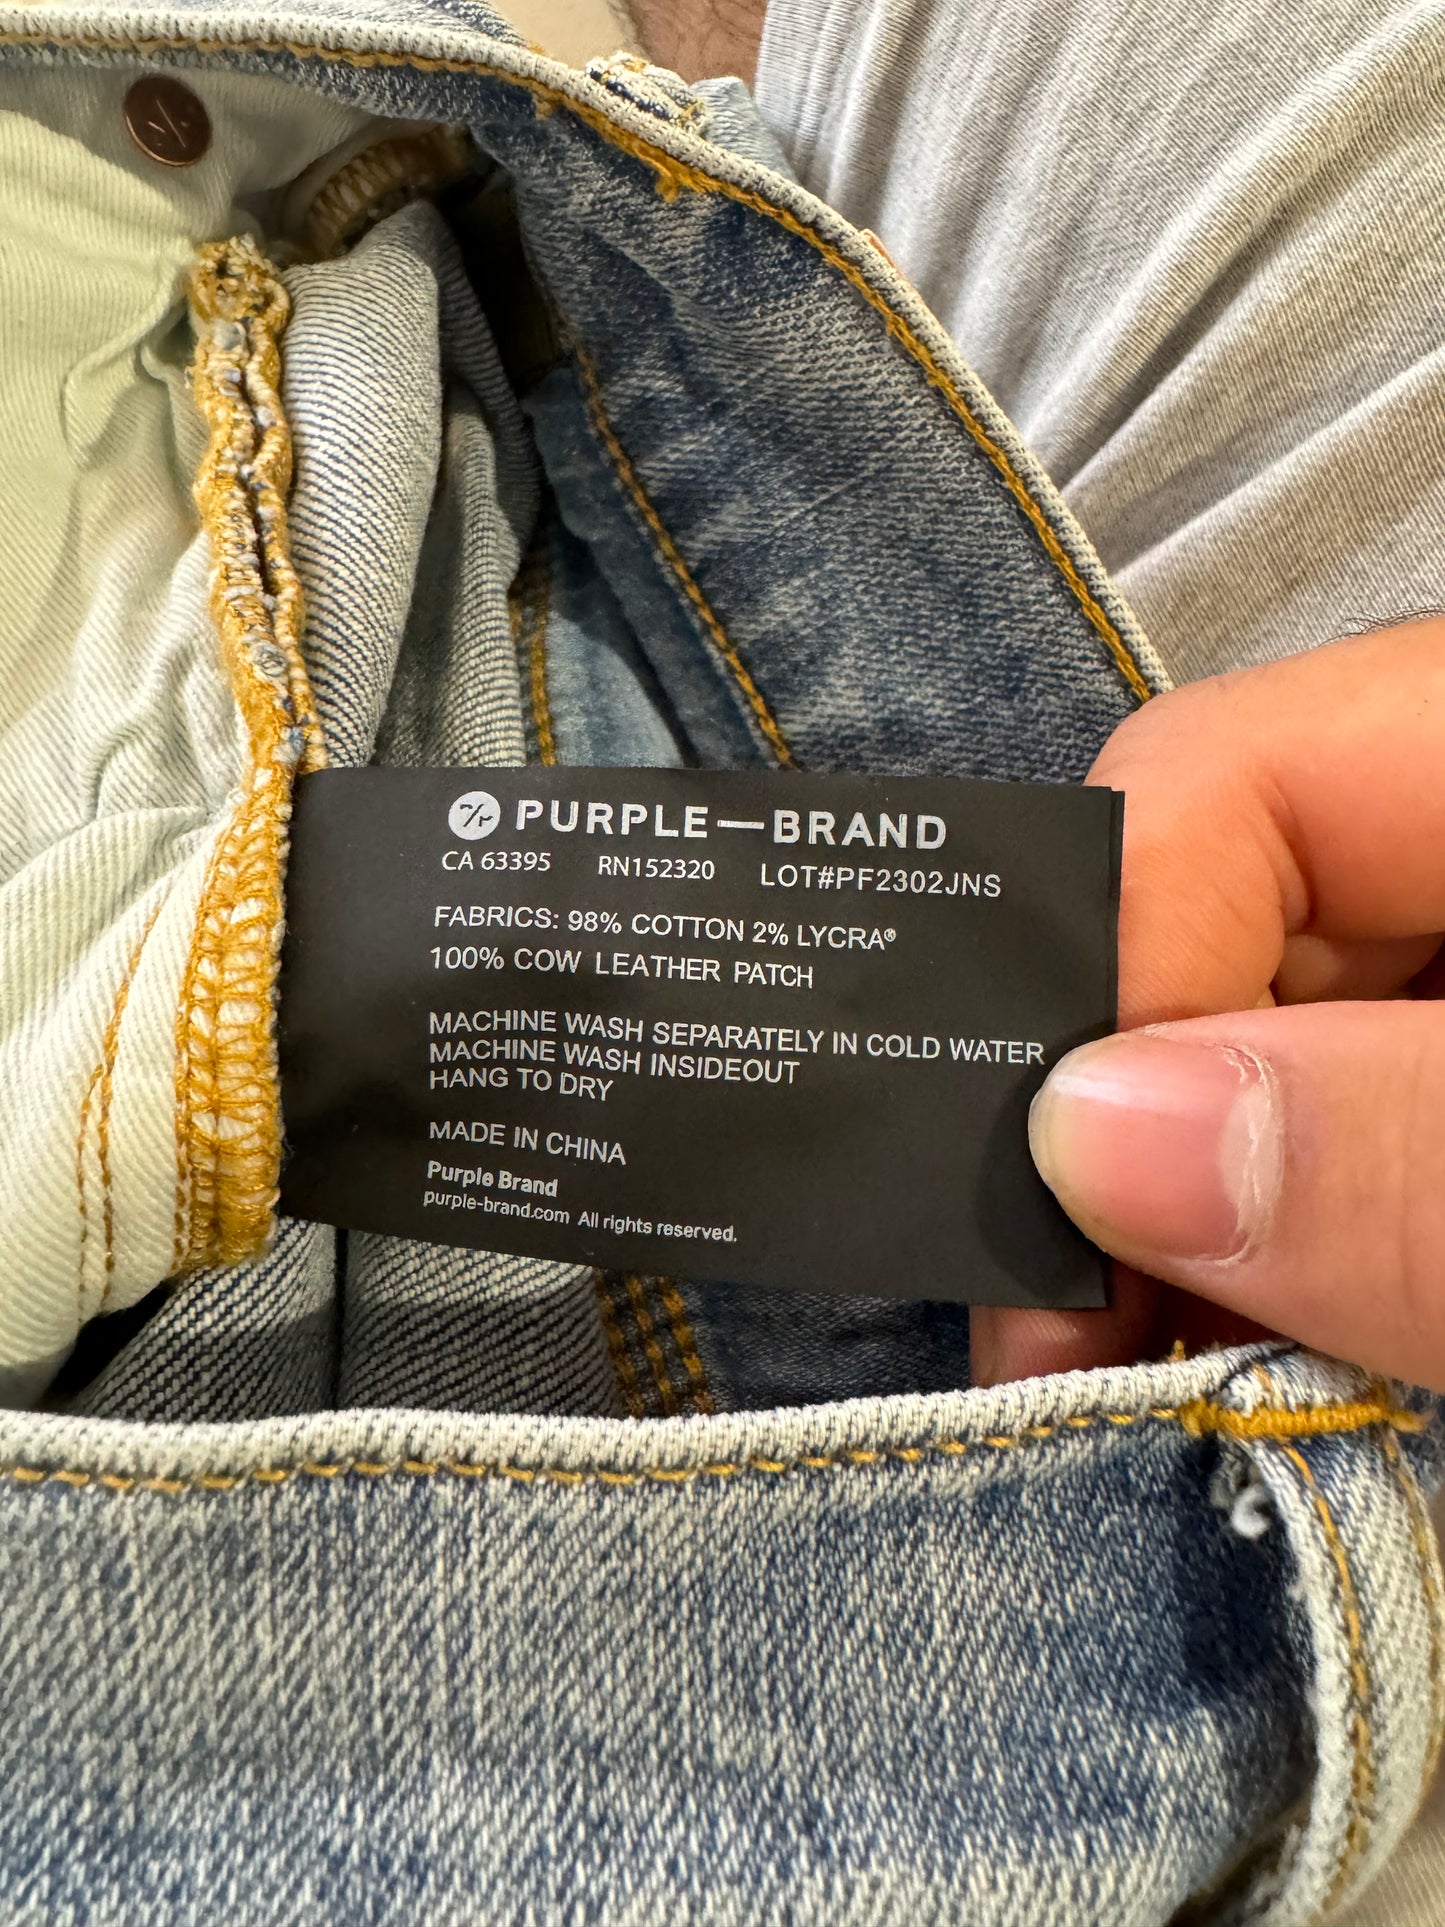 PURPLE—BRAND
CA 63395 RN152320 LOT#PF2302JNS
FABRICS: 98% COTTON 2% LYCRA®
100% COW LEATHER PATCH
MACHINE WASH SEPARATELY IN COLD WATER
MACHINE WASH INSIDEOUT
HANG TO DRY
MADE IN CHINA
Purple Brand
purple-brand.com All rights reserved.